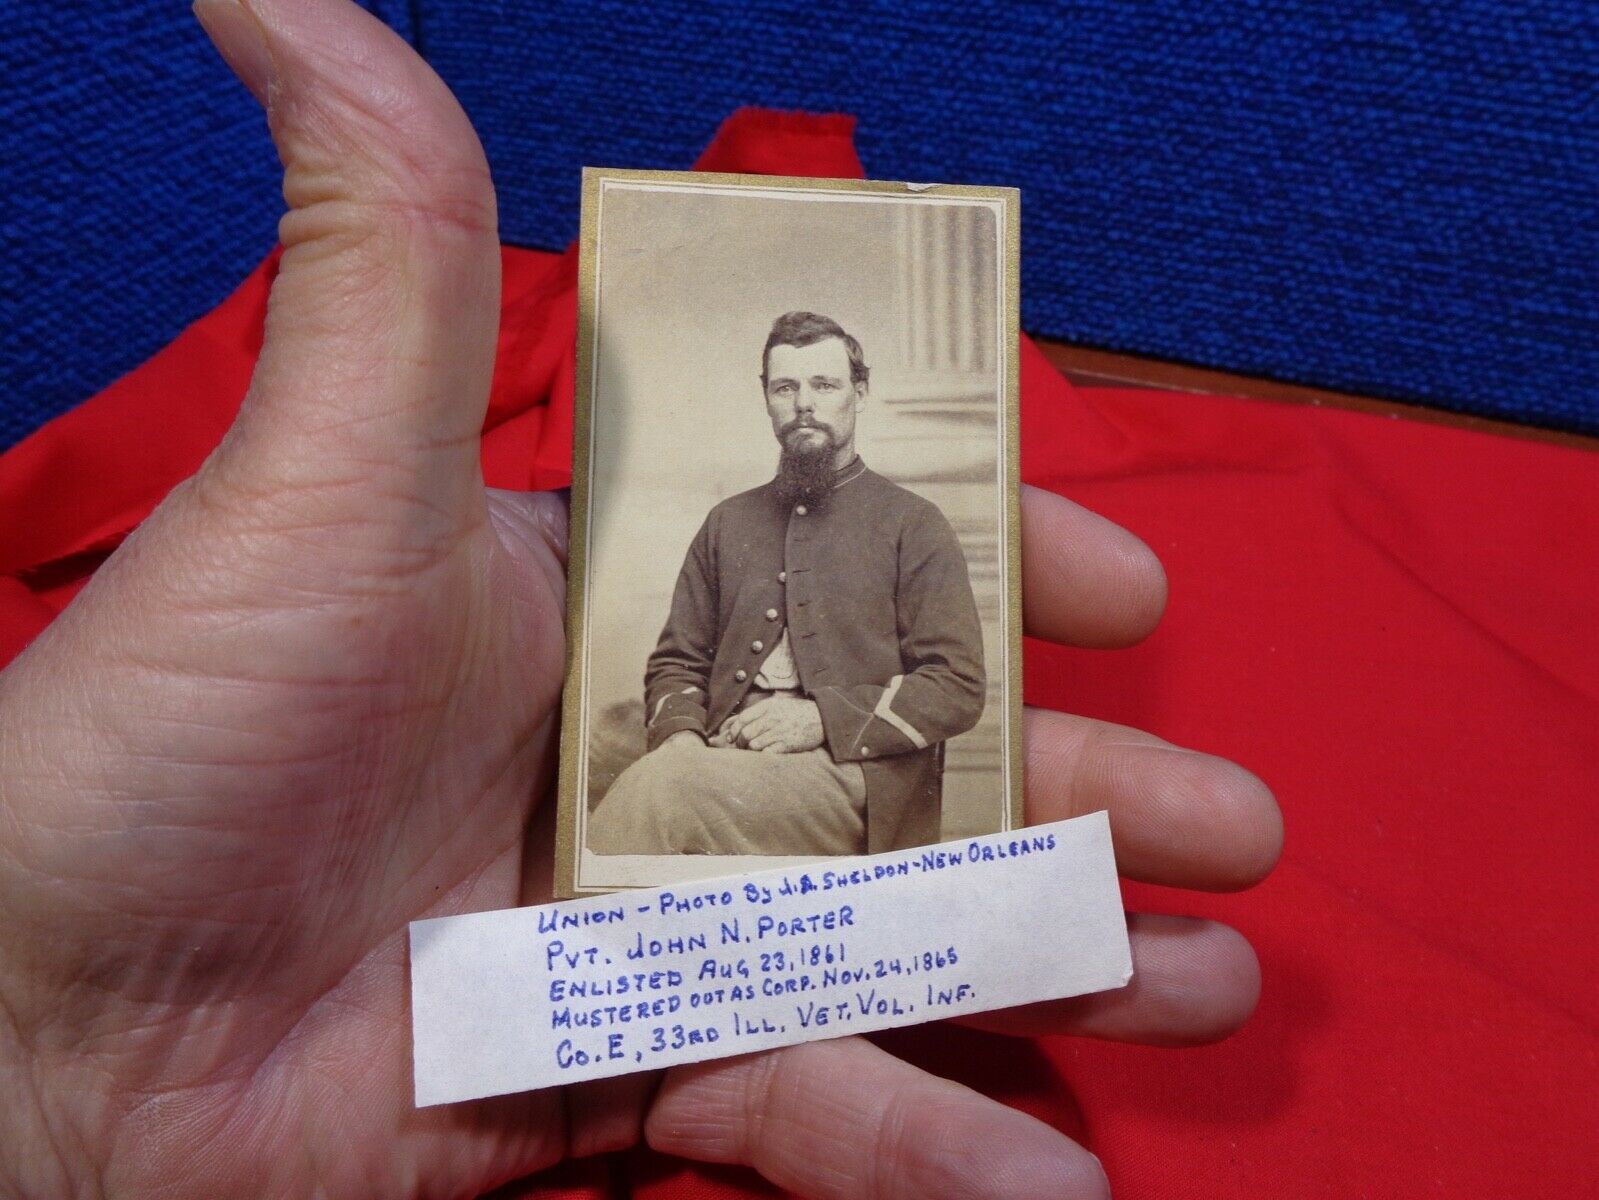 UNION - PHOTO By J.A. SHELDON-NEW ORLEANS
PVT. JOHN N. PORTER
ENLISTED AUG 23, 1861
MUSTERED OUT AS CORP. NOV. 24, 1865
CO. E, 33RD ILL. VET. VOL. INF.